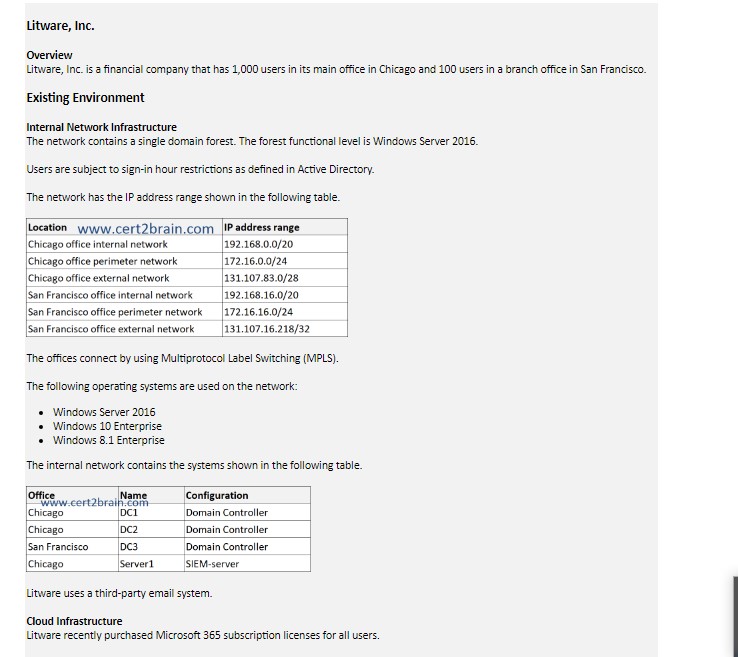 Litware, Inc.
Overview
Litware, Inc. is a financial company that has 1,000 users in its main office in Chicago and 100 users in a branch office in San Francisco.
Existing Environment
Internal Network Infrastructure
The network contains a single domain forest. The forest functional level is Windows Server 2016.
Users are subject to sign-in hour restrictions as defined in Active Directory.
The network has the IP address range shown in the following table.
Location www.cert2brain.com IP address range
Chicago office internal network 192.168.0.0/20
Chicago office perimeter network 172.16.0.0/24
Chicago office external network 131.107.83.0/28
San Francisco office internal network 192.168.16.0/20
San Francisco office perimeter network 172.16.16.0/24
San Francisco office external network 131.107.16.218/32
The offices connect by using Multiprotocol Label Switching (MPLS).
The following operating systems are used on the network:
• Windows Server 2016
• Windows 10 Enterprise
• Windows 8.1 Enterprise
The internal network contains the systems shown in the following table.
Office Name Configuration
www.cert2brain.com
Chicago DC1 Domain Controller
Chicago DC2 Domain Controller
San Francisco DC3 Domain Controller
Chicago Server1 SIEM-server
Litware uses a third-party email system.
Cloud Infrastructure
Litware recently purchased Microsoft 365 subscription licenses for all users.